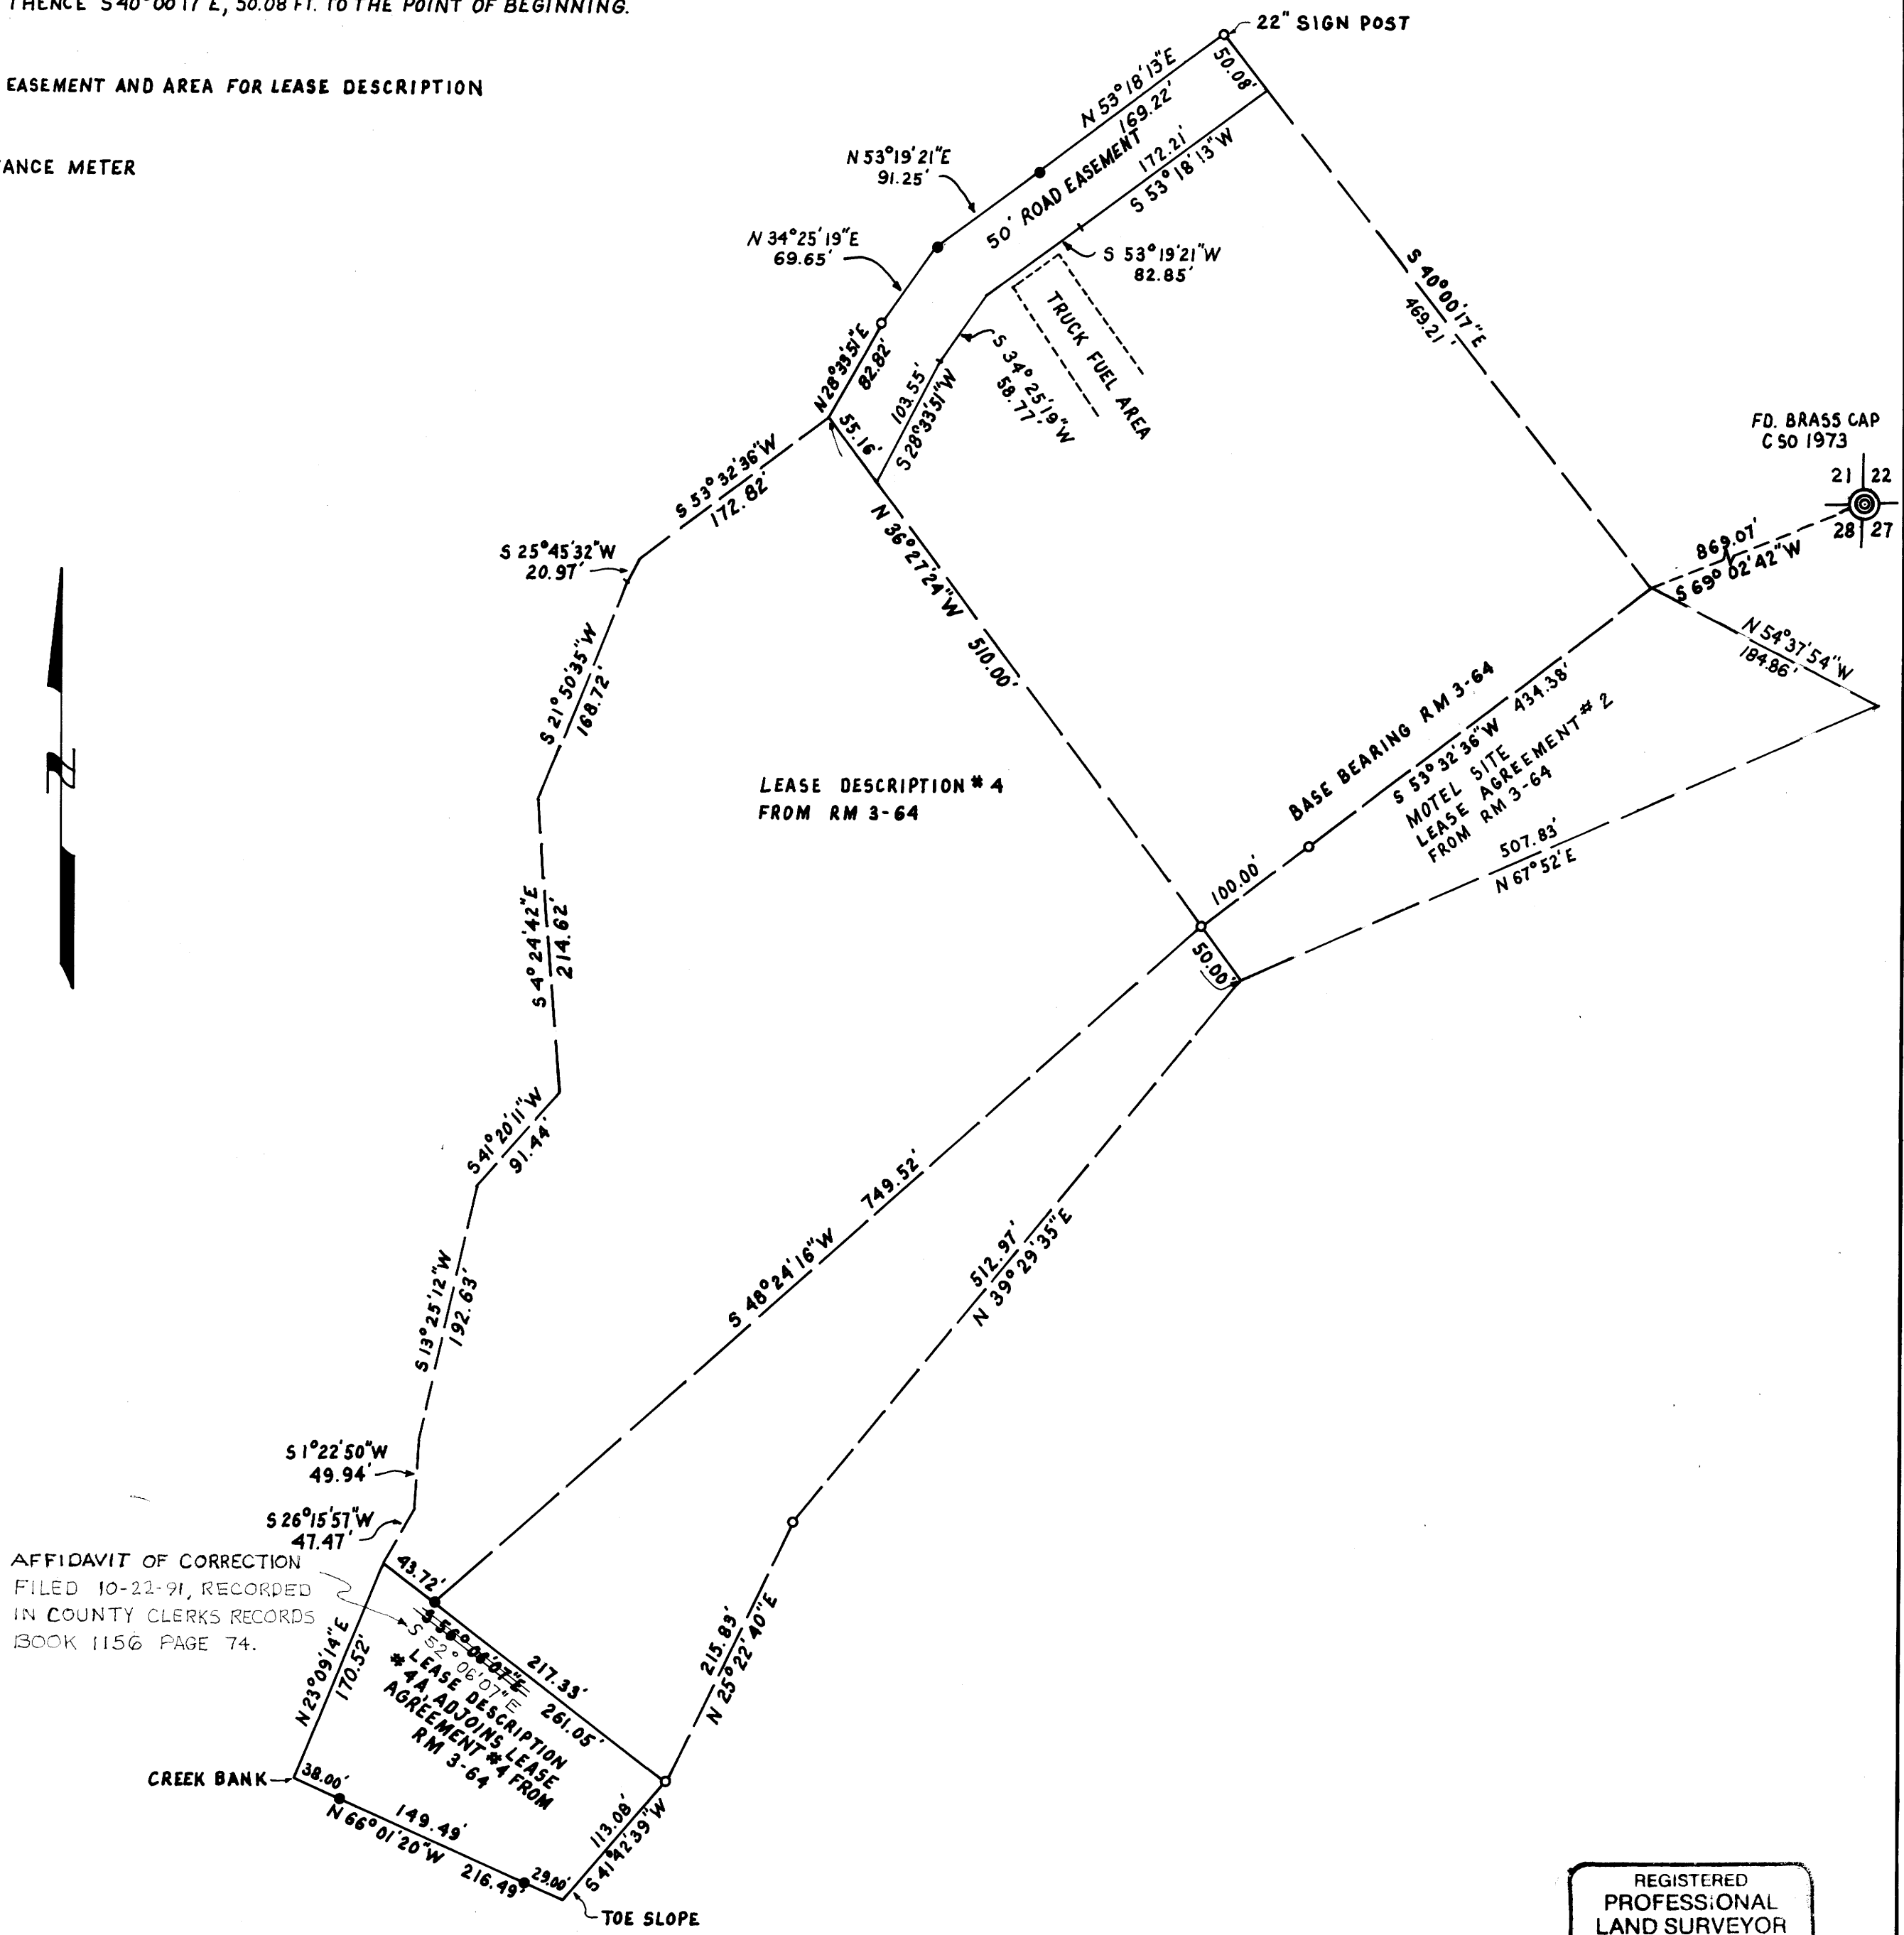 THENCE S 40°00'17"E, 50.08 FT. TO THE POINT OF BEGINNING.
EASEMENT AND AREA FOR LEASE DESCRIPTION
ANCE METER
22" SIGN POST
N 53°18'13"E
169.22'
50.08'
50' ROAD EASEMENT
172.21'
S 53°18'13"W
N 53°19'21"E
91.25'
N 34°25'19"E
69.65'
S 53°19'21"W
82.85'
TRUCK FUEL AREA
S 34°25'19"W
58.77'
N 28°33'51"E
82.82'
103.55'
S 28°33'51"W
55.16'
S 40°00'17"E
469.21'
FD. BRASS CAP
CSO 1973
21 22
28 27
869.07'
S 69°02'42"W
N 54°37'54"W
184.86'
S 53°32'36"W
172.82'
S 25°45'32"W
20.97'
N 36°27'24"W 510.00'
S 21°50'35"W
168.72'
LEASE DESCRIPTION #4
FROM RM 3-64
BASE BEARING RM 3-64
S 53°32'36"W 434.38'
MOTEL SITE
LEASE AGREEMENT #2
FROM RM 3-64
507.83'
N 67°52'E
100.00'
50.00'
S 4°24'42"E
214.62'
S 41°20'11"W
91.44'
S 48°24'16"W 749.52'
512.97'
N 39°29'35"E
S 13°25'12"W
192.63'
S 1°22'50"W
49.94'
S 26°15'57"W
47.47'
AFFIDAVIT OF CORRECTION
FILED 10-22-91, RECORDED
IN COUNTY CLERKS RECORDS
BOOK 1156 PAGE 74.
43.72'
217.33'
S 52°06'07"E
261.05'
LEASE DESCRIPTION
#4A, ADJOINS LEASE
AGREEMENT #4 FROM
RM 3-64
215.83'
N 25°22'40"E
N 23°09'14"E
170.52'
CREEK BANK
38.00'
149.49'
N 66°01'20"W
216.49'
29.00'
113.08'
S 41°42'39"W
TOE SLOPE
REGISTERED
PROFESSIONAL
LAND SURVEYOR